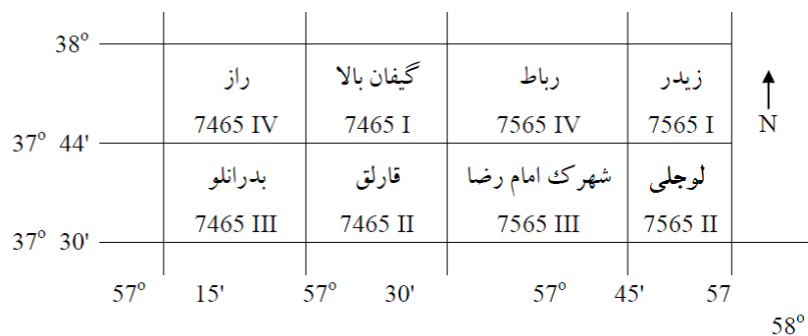 38°
راز
گیفان بالا
رباط
زیدر
7465 IV
7465 I
7565 IV
7565 I
N
37° 44'
بدرانلو
قارلق
شهرک امام رضا
لوجلی
7465 III
7465 II
7565 III
7565 II
37° 30'
57° 15' 57° 30' 57° 45' 57
58°